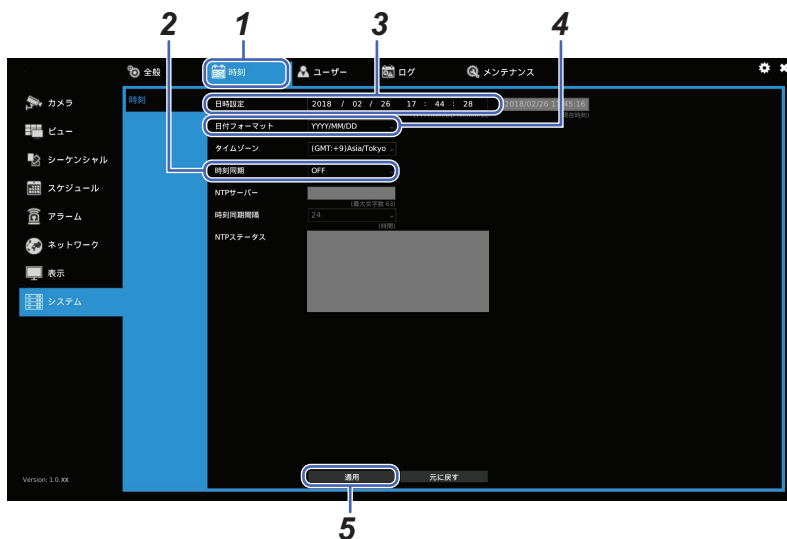 2 1 3 4
全般 時刻 ユーザー ログ メンテナンス
カメラ
ビュー
シーケンシャル
スケジュール
アラーム
ネットワーク
表示
システム
Version: 1.0.XX
時刻
日時設定 2018 / 02 / 26 17 : 44 : 28 2018/02/26 17:45:16
現在時刻)
日付フォーマット YYYY/MM/DD
タイムゾーン (GMT:+9)Asia/Tokyo
時刻同期 OFF
NTPサーバー
(最大文字数 63)
時刻同期間隔 24
(時間)
NTPステータス
適用 元に戻す
5